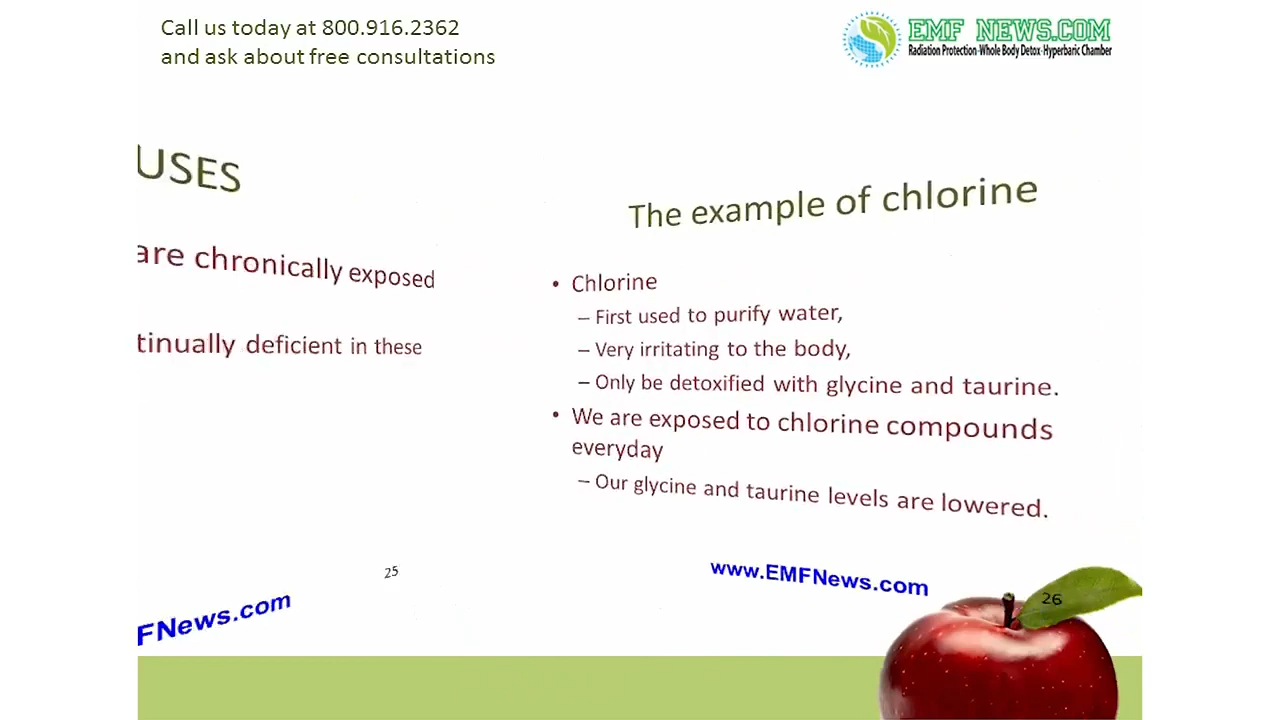 Call us today at 800.916.2362
and ask about free consultations
EMF NEWS.COM
Radiation Protection-Whole Body Detox-Hyperbaric Chamber
USES
are chronically exposed
tinually deficient in these
25
FNews.com
The example of chlorine
• Chlorine
– First used to purify water,
– Very irritating to the body,
– Only be detoxified with glycine and taurine.
• We are exposed to chlorine compounds
everyday
– Our glycine and taurine levels are lowered.
www.EMFNews.com
26